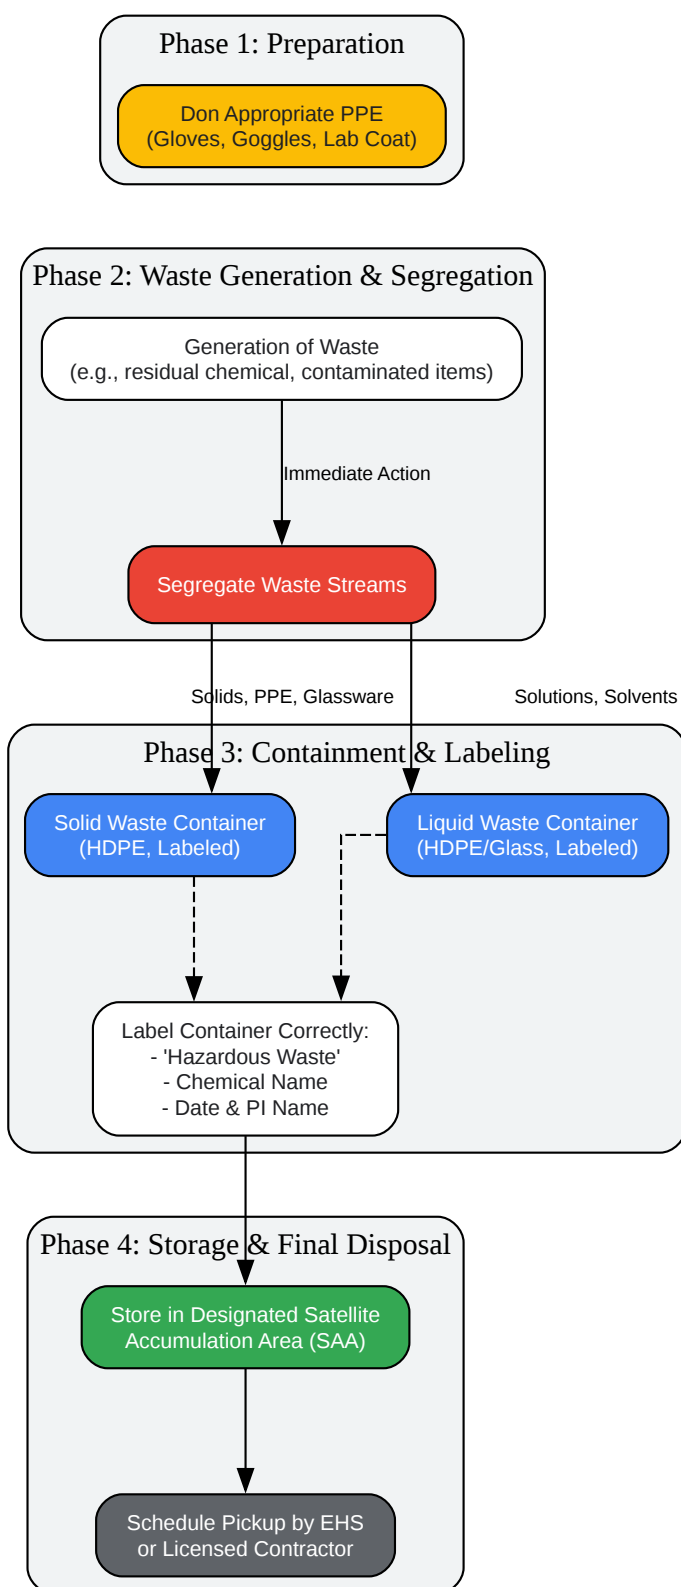 Phase 1: Preparation
Don Appropriate PPE
(Gloves, Goggles, Lab Coat)
Phase 2: Waste Generation & Segregation
Generation of Waste
(e.g., residual chemical, contaminated items)
Immediate Action
Segregate Waste Streams
Solids, PPE, Glassware
Solutions, Solvents
Phase 3: Containment & Labeling
Solid Waste Container
(HDPE, Labeled)
Liquid Waste Container
(HDPE/Glass, Labeled)
Label Container Correctly:
- 'Hazardous Waste'
- Chemical Name
- Date & PI Name
Phase 4: Storage & Final Disposal
Store in Designated Satellite
Accumulation Area (SAA)
Schedule Pickup by EHS
or Licensed Contractor